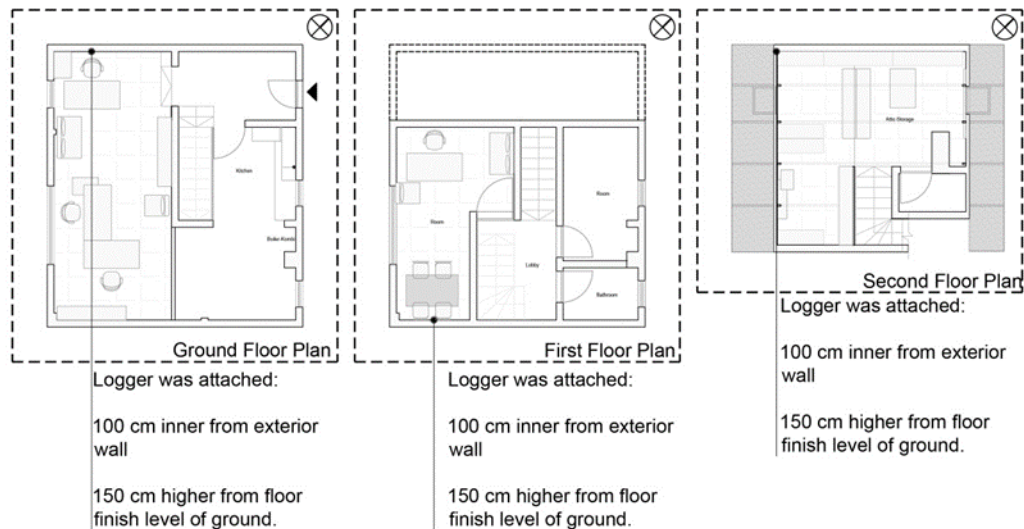 Kitchen
Boiler-Kombi
Ground Floor Plan
Logger was attached:
100 cm inner from exterior
wall
150 cm higher from floor
finish level of ground.
Room
Room
Lobby
Bathroom
First Floor Plan
Logger was attached:
100 cm inner from exterior
wall
150 cm higher from floor
finish level of ground.
Attic Storage
Second Floor Plan
Logger was attached:
100 cm inner from exterior
wall
150 cm higher from floor
finish level of ground.